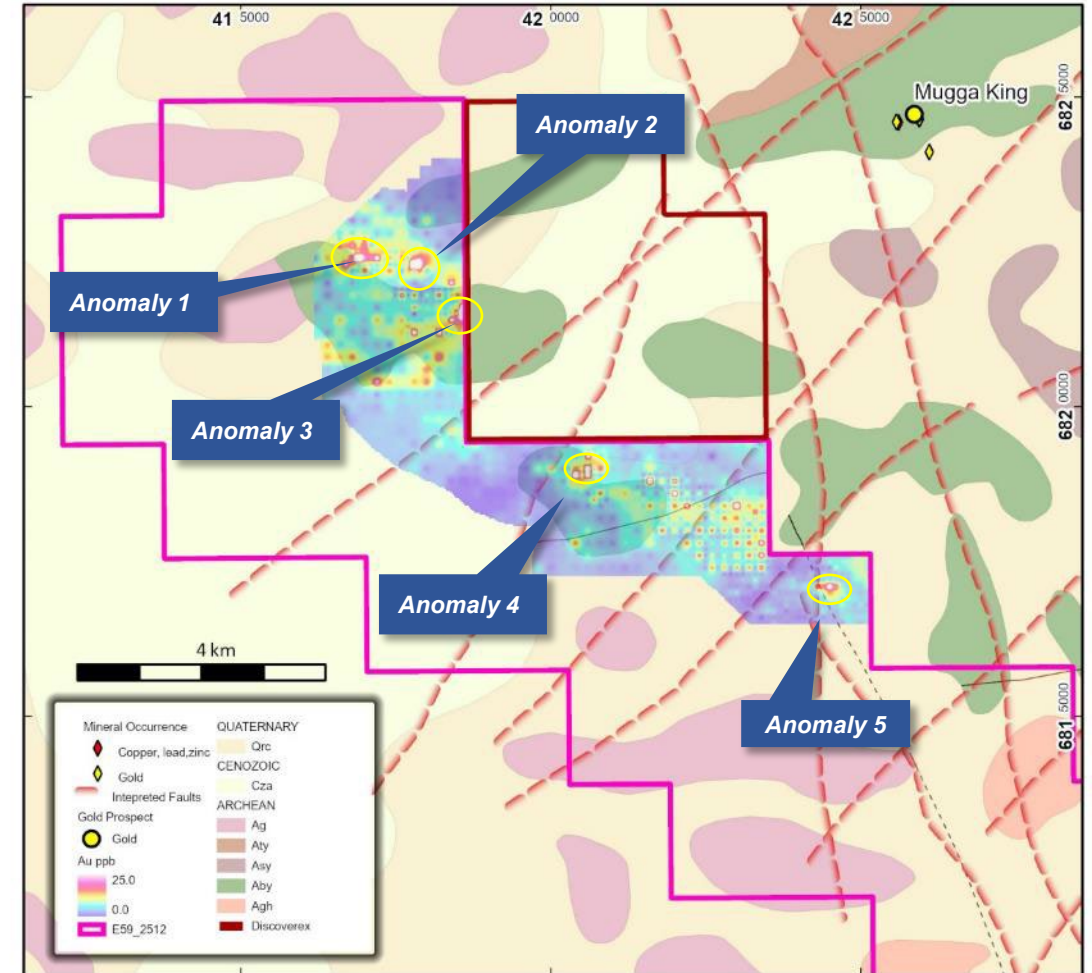 41 5000
42 0000
42 5000
682 5000
Mugga King
Anomaly 2
Anomaly 1
Anomaly 3
682 0000
Anomaly 4
4 km
Anomaly 5
681 5000
Mineral Occurrence
Copper, lead,zinc
Gold
Intepreted Faults
Gold Prospect
Gold
Au ppb
25.0
0.0
E59_2512
QUATERNARY
Qrc
CENOZOIC
Cza
ARCHEAN
Ag
Aty
Asy
Aby
Agh
Discoverex